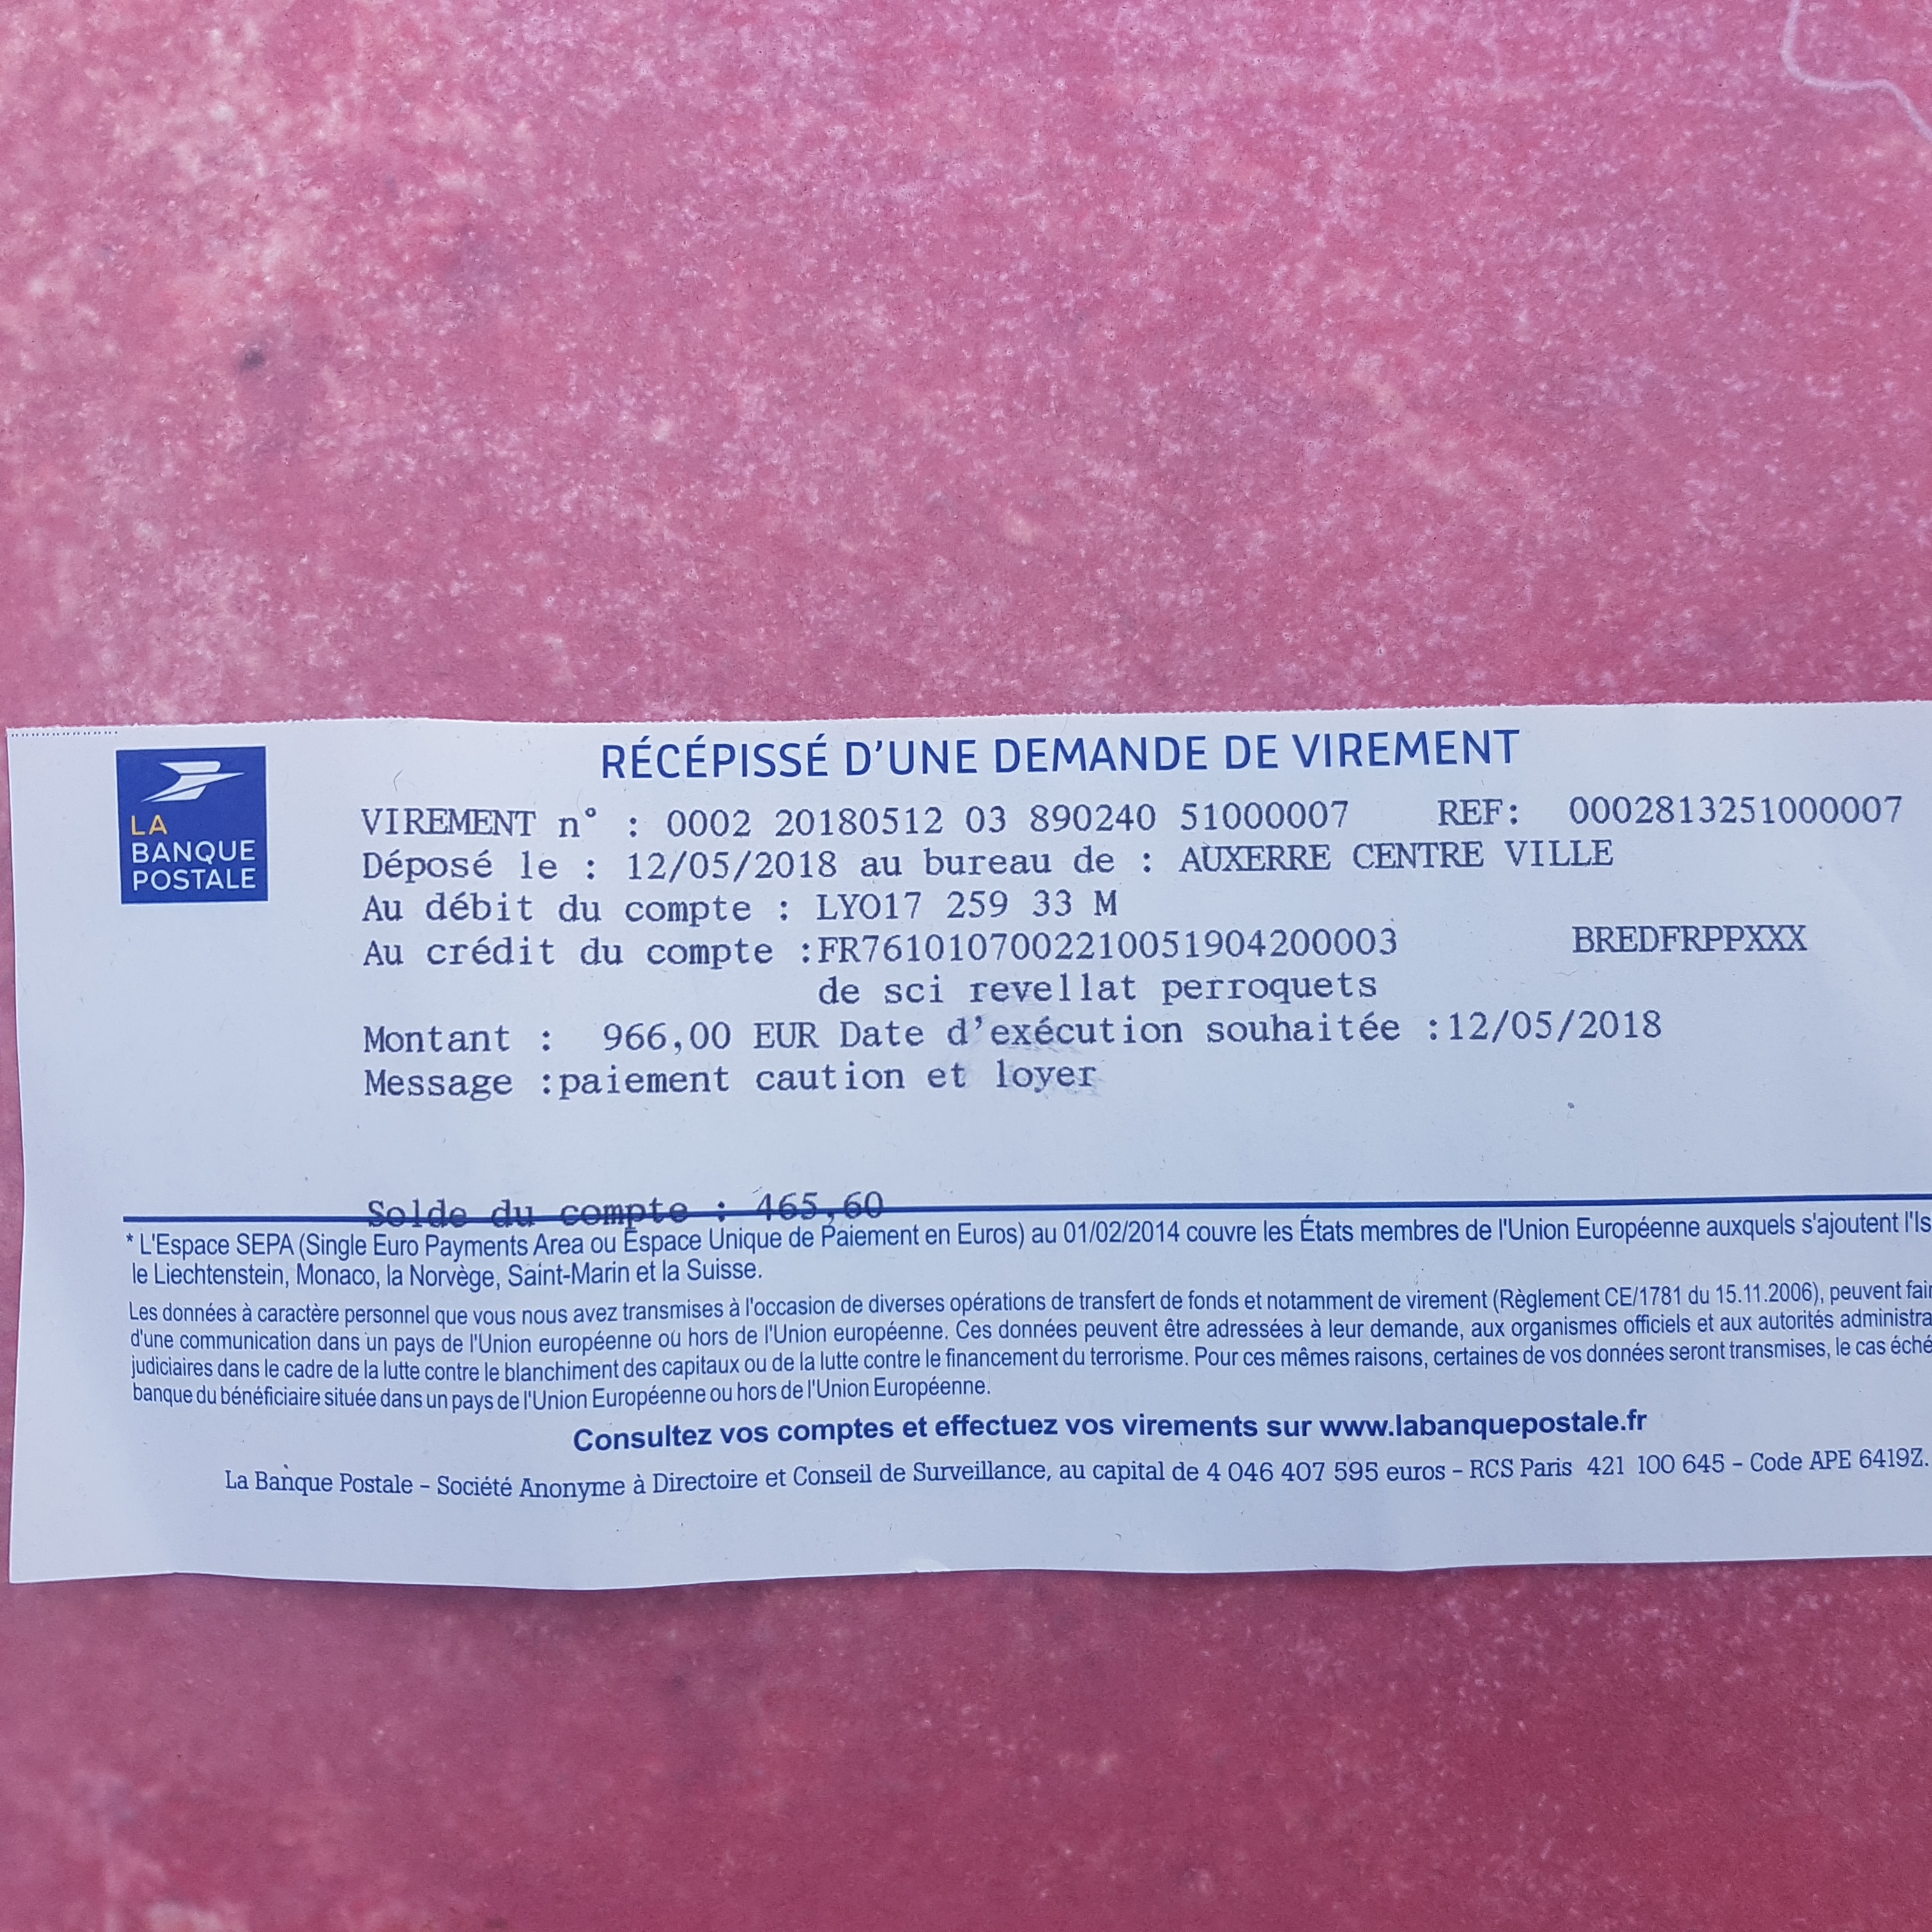 LA
BANQUE
POSTALE
RÉCÉPISSÉ D'UNE DEMANDE DE VIREMENT
VIREMENT n° : 0002 20180512 03 890240 51000007 REF: 0002813251000007
Déposé le : 12/05/2018 au bureau de : AUXERRE CENTRE VILLE
Au débit du compte : LYO17 259 33 M
Au crédit du compte :FR7610107002210051904200003 BREDFRPPXXX
de sci revellat perroquets
Montant : 966,00 EUR Date d'exécution souhaitée :12/05/2018
Message :paiement caution et loyer
Solde du compte : 465,60
* L'Espace SEPA (Single Euro Payments Area ou Espace Unique de Paiement en Euros) au 01/02/2014 couvre les États membres de l'Union Européenne auxquels s'ajoutent l'Is
le Liechtenstein, Monaco, la Norvège, Saint-Marin et la Suisse.
Les données à caractère personnel que vous nous avez transmises à l'occasion de diverses opérations de transfert de fonds et notamment de virement (Règlement CE/1781 du 15.11.2006), peuvent fair
d'une communication dans un pays de l'Union européenne ou hors de l'Union européenne. Ces données peuvent être adressées à leur demande, aux organismes officiels et aux autorités administra
judiciaires dans le cadre de la lutte contre le blanchiment des capitaux ou de la lutte contre le financement du terrorisme. Pour ces mêmes raisons, certaines de vos données seront transmises, le cas éché
banque du bénéficiaire située dans un pays de l'Union Européenne ou hors de l'Union Européenne.
Consultez vos comptes et effectuez vos virements sur www.labanquepostale.fr
La Banque Postale – Société Anonyme à Directoire et Conseil de Surveillance, au capital de 4 046 407 595 euros – RCS Paris 421 100 645 – Code APE 6419Z.